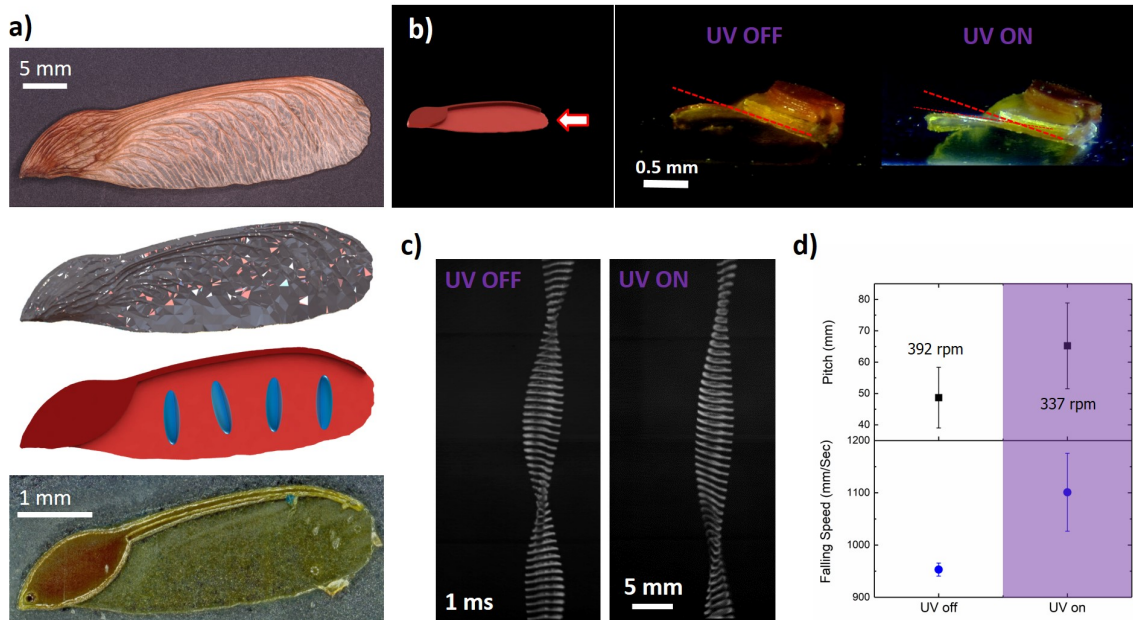 a)
5 mm
1 mm
b)
UV OFF
UV ON
0.5 mm
c)
UV OFF
UV ON
1 ms
5 mm
d)
85
80
70
60
50
40
Pitch (mm)
392 rpm
337 rpm
1200
1100
1000
900
Falling Speed (mm/Sec)
UV off
UV on